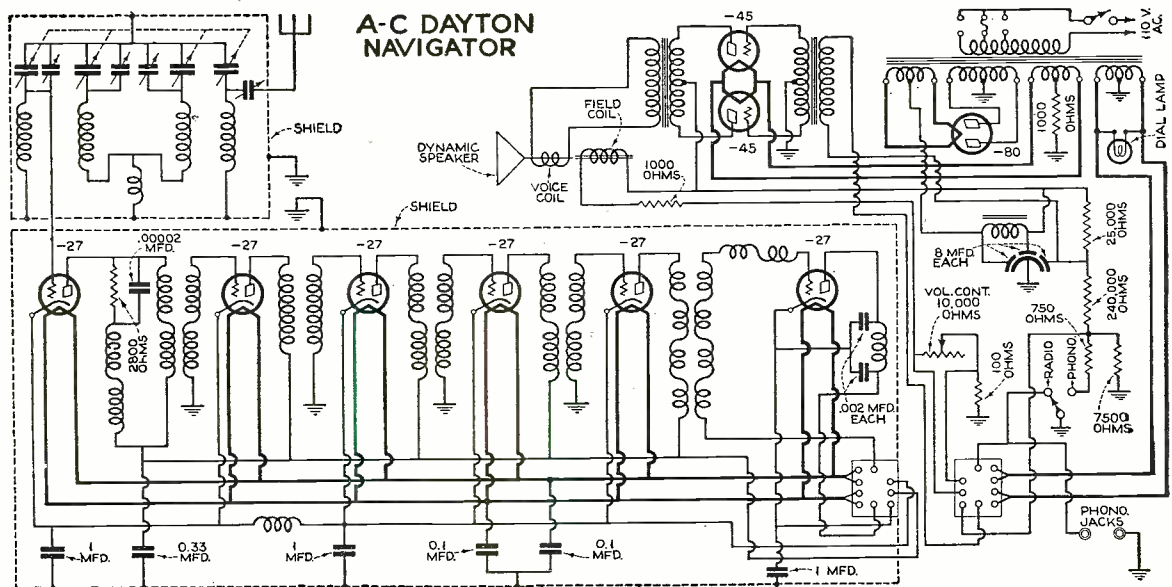 A-C DAYTON
NAVIGATOR
SHIELD
-45
-45
FIELD
COIL
DYNAMIC
SPEAKER
VOICE
COIL
1000
OHMS
110 V.
AC.
-80
1000
OHMS
DIAL LAMP
SHIELD
-27
.00002
MFD.
2800
OHMS
-27
-27
-27
-27
-27
.002 MFD.
EACH
8 MFD.
EACH
25,000
OHMS
240,000
OHMS
VOL. CONT.
10,000
OHMS
750
OHMS
100
OHMS
RADIO
PHONO.
7500
OHMS
PHONO.
JACKS
1
MFD.
0.33
MFD.
1
MFD.
0.1
MFD.
0.1
MFD.
1 MFD.